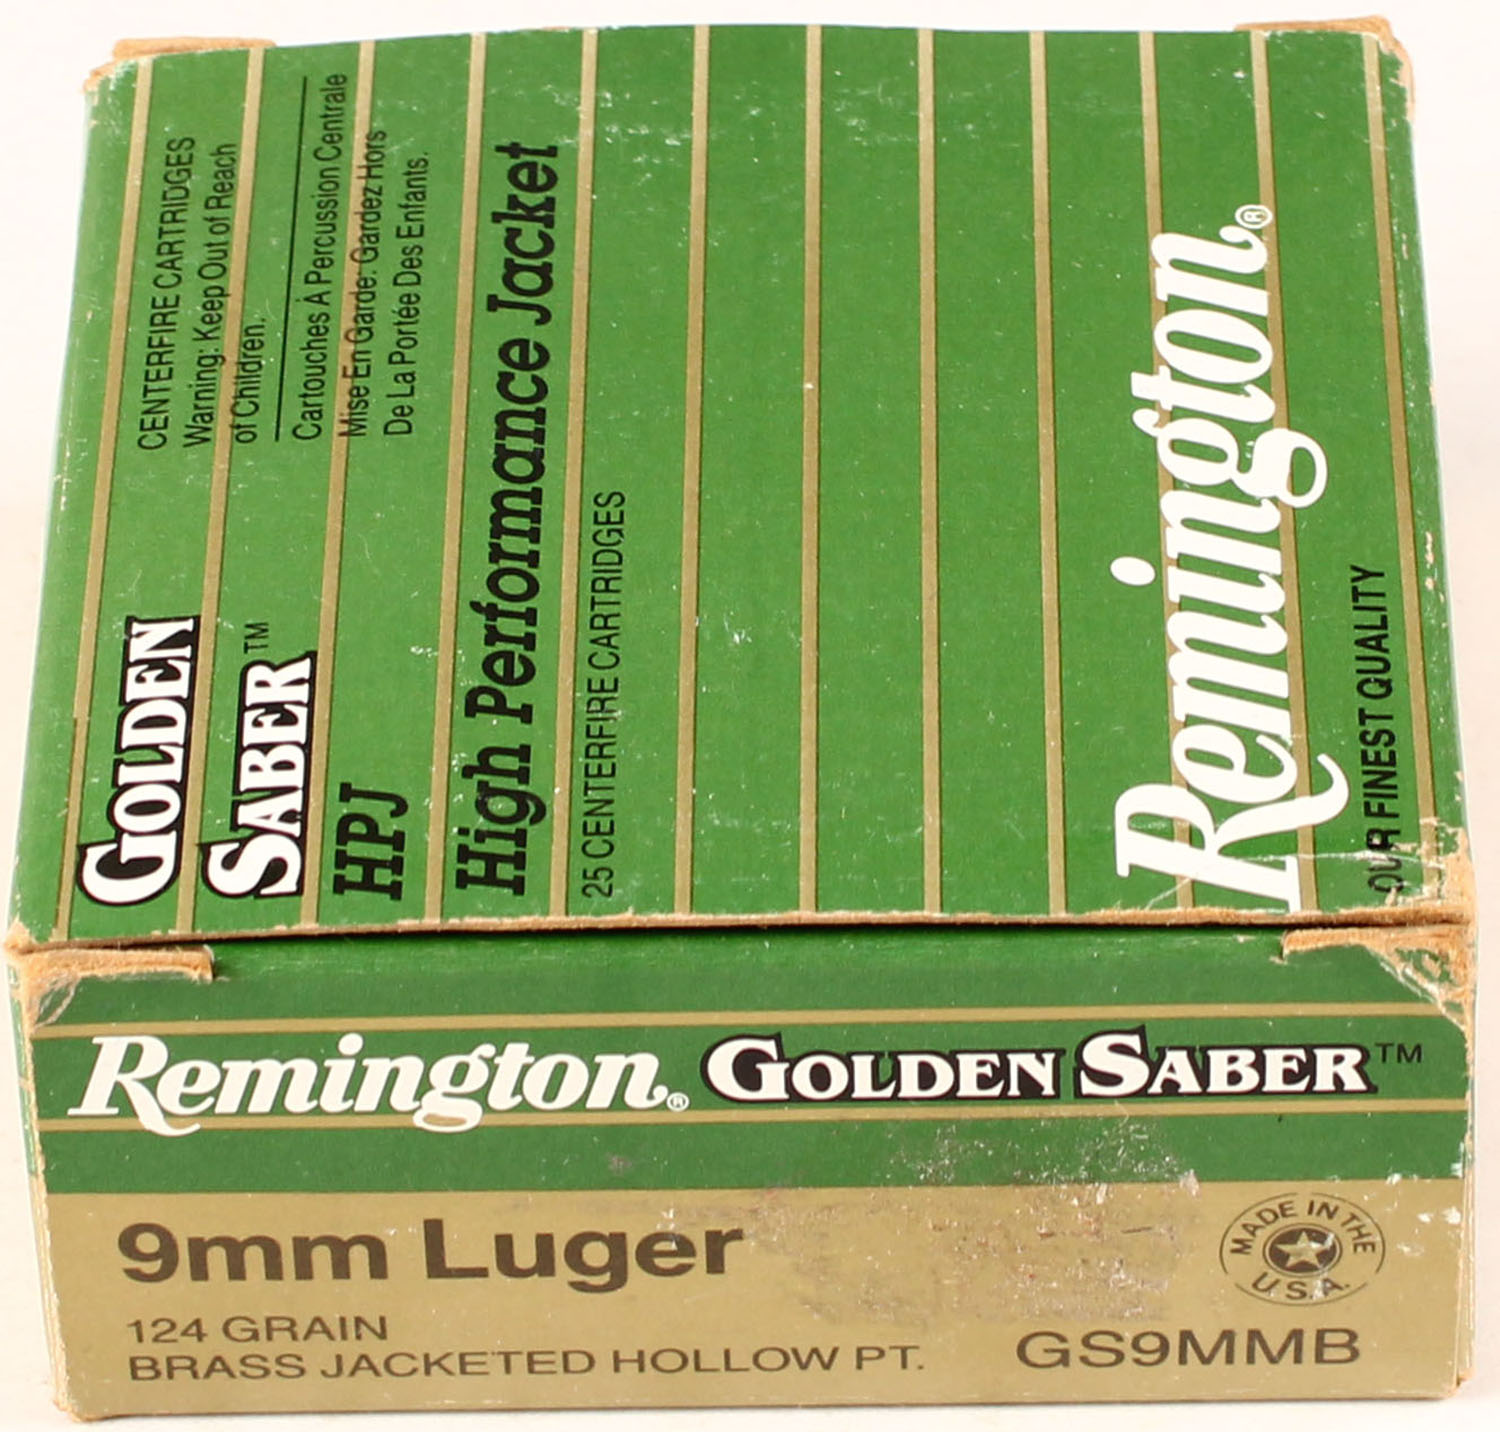 GOLDEN
SABER™
HPJ
High Performance Jacket
25 CENTERFIRE CARTRIDGES
CENTERFIRE CARTRIDGES
Warning: Keep Out of Reach
of Children.
Cartouches À Percussion Centrale
Mise En Garde: Gardez Hors
De La Portée Des Enfants.
Remington®
OUR FINEST QUALITY
Remington® GOLDEN SABER™
9mm Luger
124 GRAIN
BRASS JACKETED HOLLOW PT.
MADE IN THE
U.S.A.
GS9MMB